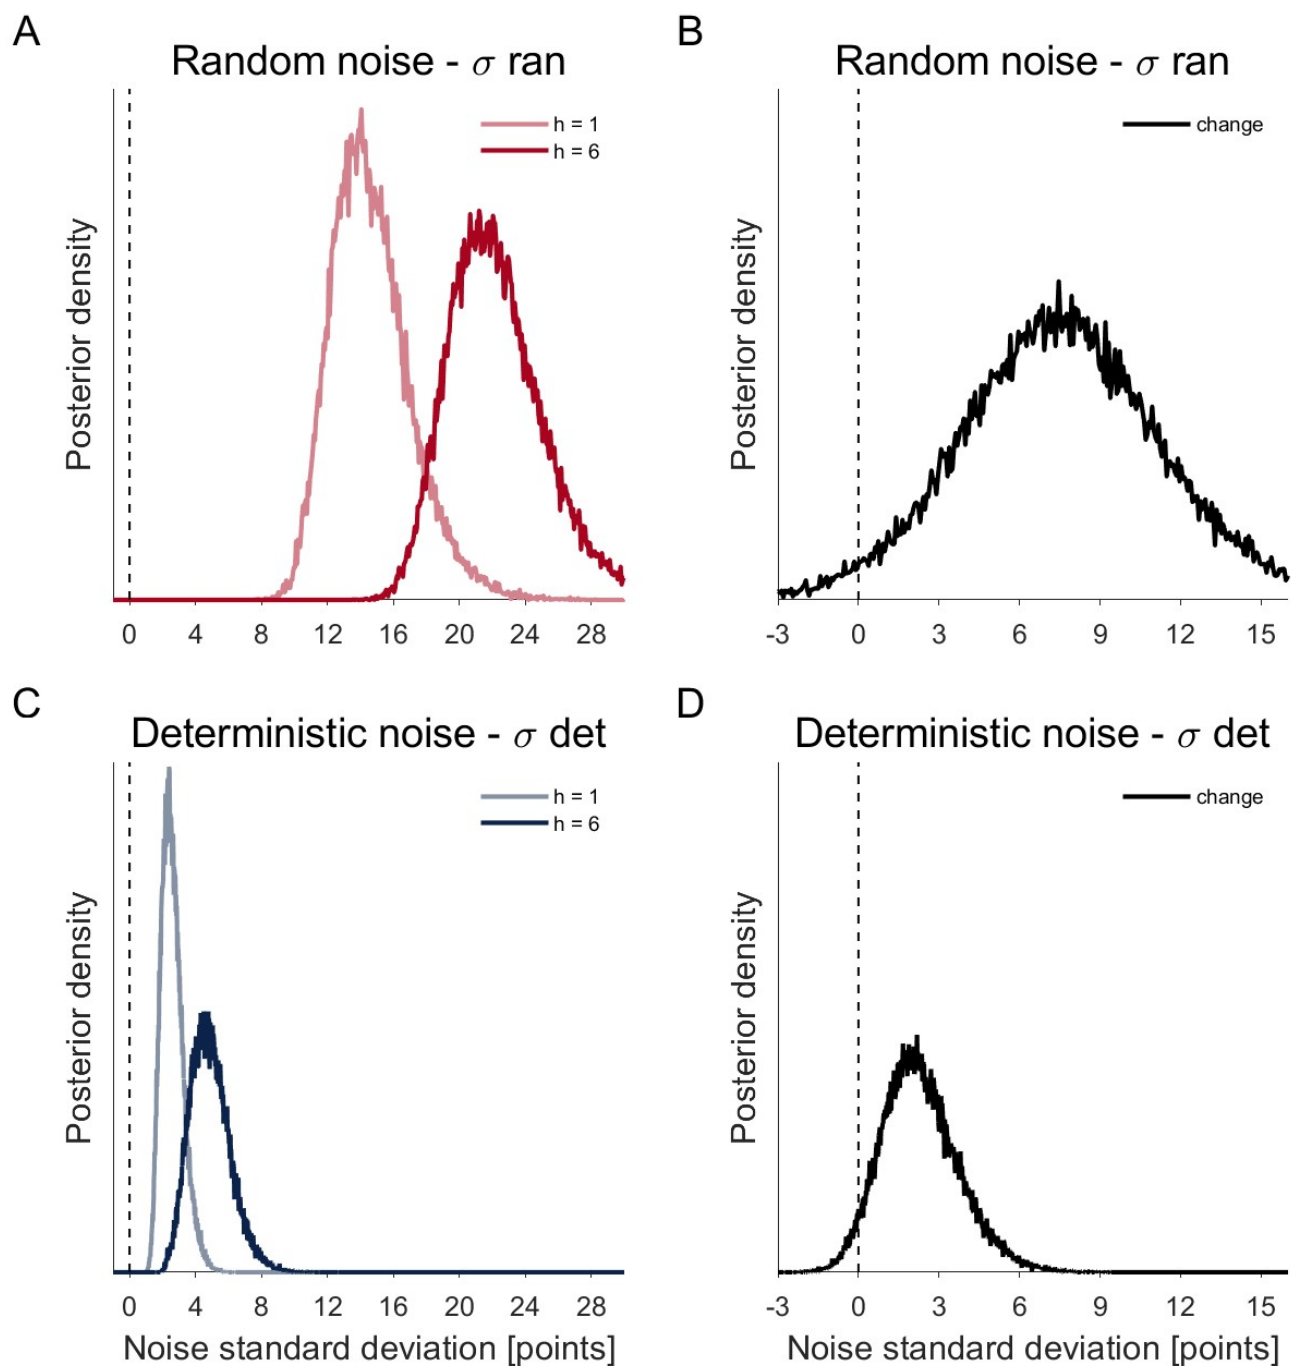 A
Random noise - σ ran
h = 1
h = 6
Posterior density
0 4 8 12 16 20 24 28
B
Random noise - σ ran
change
Posterior density
-3 0 3 6 9 12 15
C
Deterministic noise - σ det
h = 1
h = 6
Posterior density
0 4 8 12 16 20 24 28
Noise standard deviation [points]
D
Deterministic noise - σ det
change
Posterior density
-3 0 3 6 9 12 15
Noise standard deviation [points]